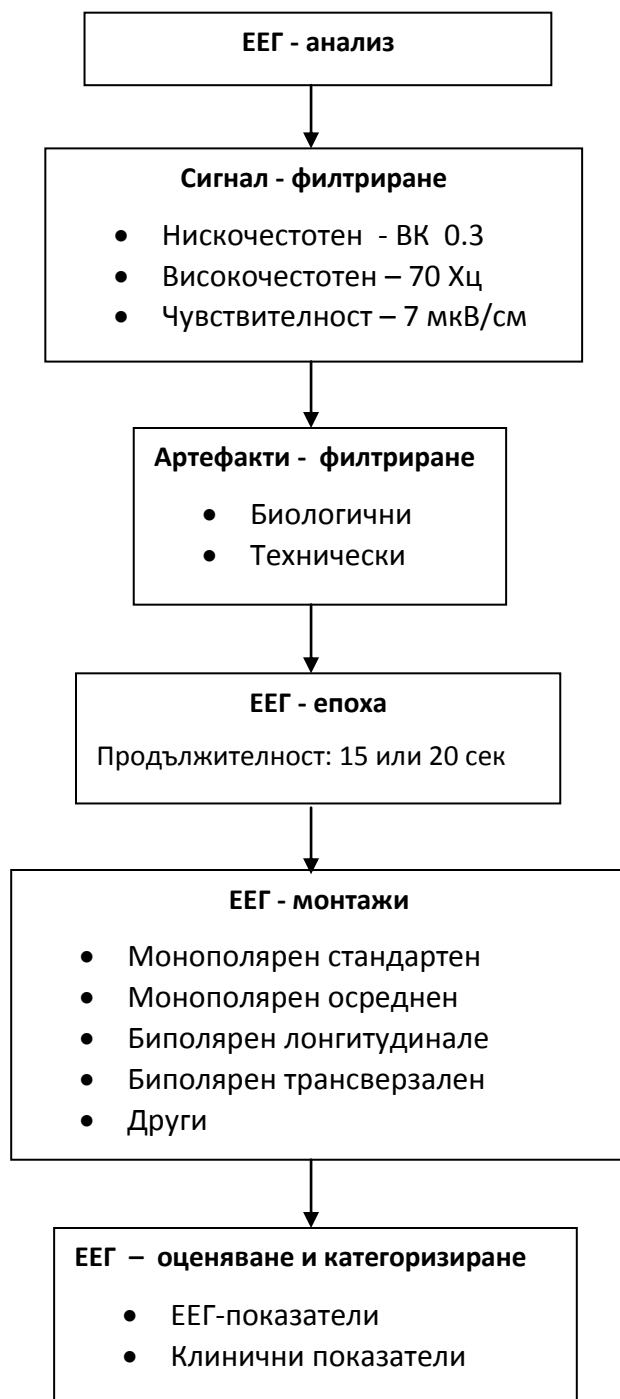 ЕЕГ - анализ
Сигнал - филтриране
• Нискочестотен - ВК 0.3
• Високочестотен – 70 Хц
• Чувствителност – 7 мкВ/см
Артефакти - филтриране
• Биологични
• Технически
ЕЕГ - епоха
Продължителност: 15 или 20 сек
ЕЕГ - монтажи
• Монополярен стандартен
• Монополярен осреднен
• Биполярен лонгитудинале
• Биполярен трансверзален
• Други
ЕЕГ – оценяване и категоризиране
• ЕЕГ-показатели
• Клинични показатели